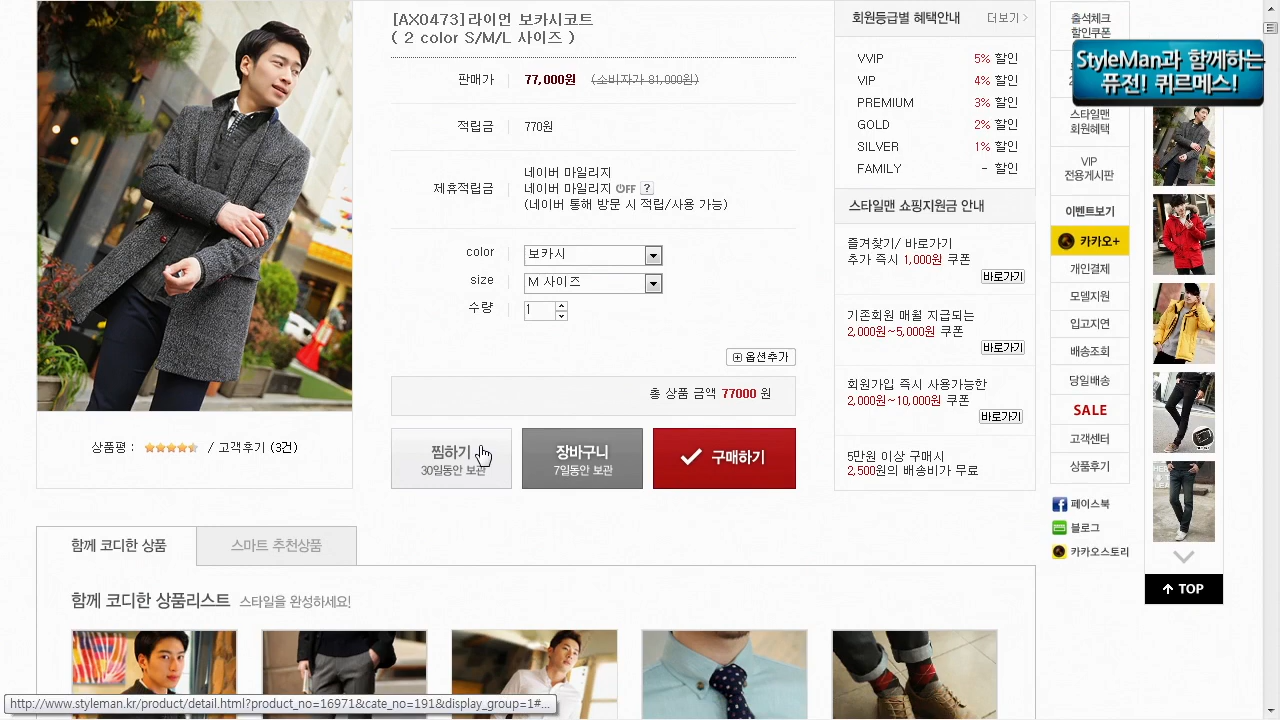 [AX0473]라이언 보카시코트
( 2 color S/M/L 사이즈 )
판매가
77,000원 (소비자가 81,000원)
적립금
770원
제휴적립금
네이버 마일리지
네이버 마일리지 OFF ?
(네이버 통해 방문 시 적립/사용 가능)
color
보카시
size
M 사이즈
수량
1
옵션추가
총 상품 금액 77000 원
찜하기
30일동안 보관
장바구니
7일동안 보관
구매하기
상품평 :
/ 고객후기 (3건)
회원등급별 혜택안내
더보기 >
VVIP 5% 할인
VIP 4% 할인
PREMIUM 3% 할인
GOLD 2% 할인
SILVER 1% 할인
FAMILY 할인
스타일맨 쇼핑지원금 안내
즐겨찾기/ 바로가기
추가 즉시 1,000원 쿠폰
바로가기
기존회원 매월 지급되는
2,000원~5,000원 쿠폰
바로가기
회원가입 즉시 사용가능한
2,000원~10,000원 쿠폰
바로가기
5만원 이상 구매시
2,500원의 배송비가 무료
출석체크
할인쿠폰
StyleMan과 함께하는
퓨전! 퀴르메스!
스타일맨
회원혜택
VIP
전용게시판
이벤트보기
카카오+
개인결제
모델지원
입고지연
배송조회
당일배송
SALE
고객센터
상품후기
페이스북
블로그
카카오스토리
TOP
함께 코디한 상품
스마트 추천상품
함께 코디한 상품리스트 스타일을 완성하세요!
http://www.styleman.kr/product/detail.html?product_no=16971&cate_no=191&display_group=1#...